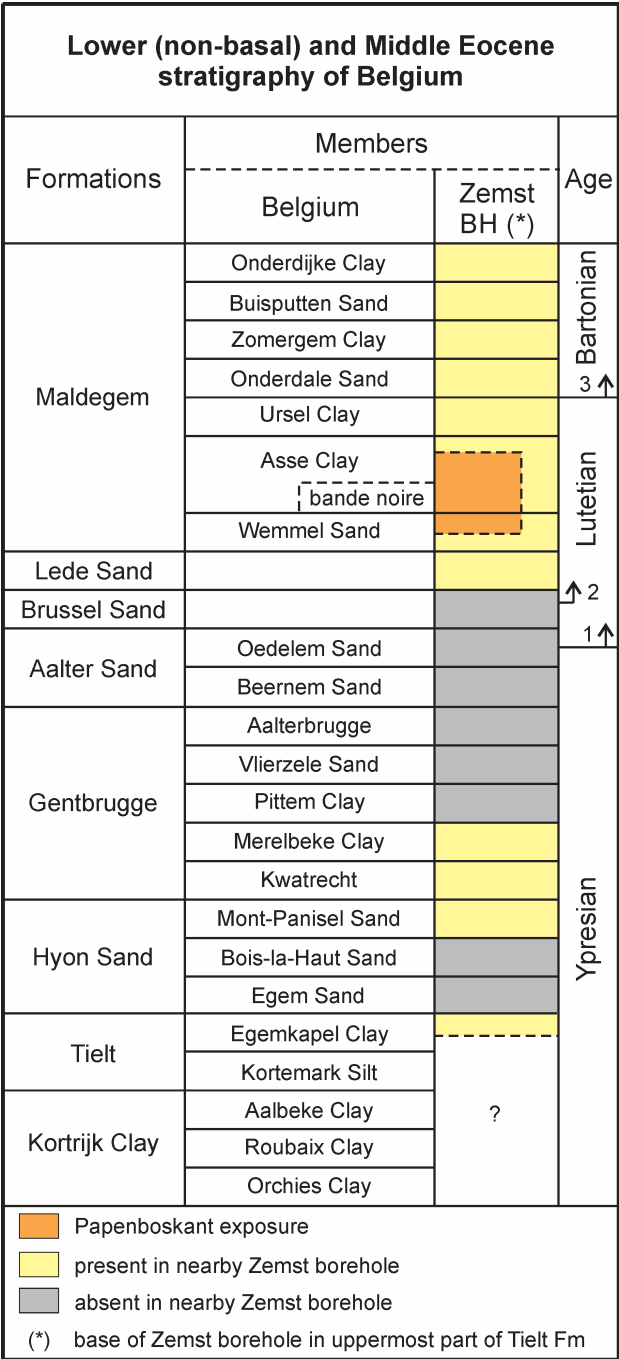 Lower (non-basal) and Middle Eocene
stratigraphy of Belgium
Formations
Members
Age
Belgium
Zemst
BH (*)
Maldegem
Onderdijke Clay
Buisputten Sand
Zomergem Clay
Onderdale Sand
Ursel Clay
Asse Clay
bande noire
Wemmel Sand
Bartonian
3
Lutetian
Lede Sand
Brussel Sand
2
1
Aalter Sand
Oedelem Sand
Beernem Sand
Gentbrugge
Aalterbrugge
Vlierzele Sand
Pittem Clay
Merelbeke Clay
Kwatrecht
Ypresian
Hyon Sand
Mont-Panisel Sand
Bois-la-Haut Sand
Egem Sand
Tielt
Egemkapel Clay
Kortemark Silt
Kortrijk Clay
Aalbeke Clay
Roubaix Clay
Orchies Clay
?
Papenboskant exposure
present in nearby Zemst borehole
absent in nearby Zemst borehole
(*) base of Zemst borehole in uppermost part of Tielt Fm